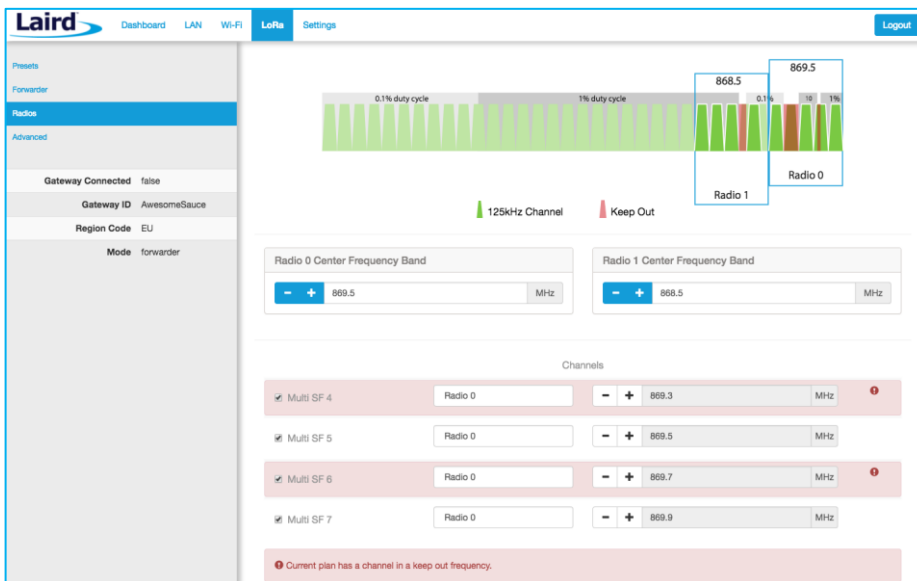 Laird
Dashboard LAN Wi-Fi LoRa Settings Logout
Presets
Forwarder
Radios
Advanced
Gateway Connected false
Gateway ID AwesomeSauce
Region Code EU
Mode forwarder
868.5
869.5
0.1% duty cycle
1% duty cycle
0.1%
10
1%
Radio 1
Radio 0
125kHz Channel
Keep Out
Radio 0 Center Frequency Band
− + 869.5 MHz
Radio 1 Center Frequency Band
− + 868.5 MHz
Channels
Multi SF 4 Radio 0 − + 869.3 MHz
Multi SF 5 Radio 0 − + 869.5 MHz
Multi SF 6 Radio 0 − + 869.7 MHz
Multi SF 7 Radio 0 − + 869.9 MHz
Current plan has a channel in a keep out frequency.